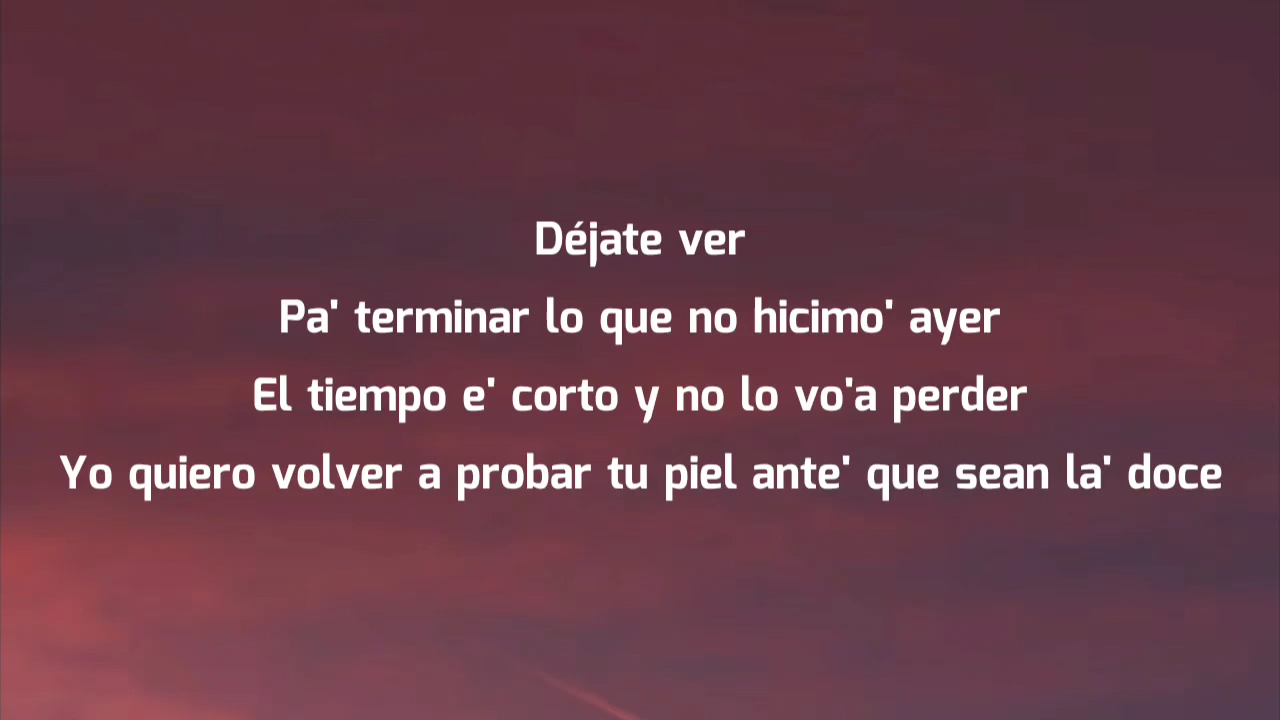 Déjate ver
Pa' terminar lo que no hicimo' ayer
El tiempo e' corto y no lo vo'a perder
Yo quiero volver a probar tu piel ante' que sean la' doce